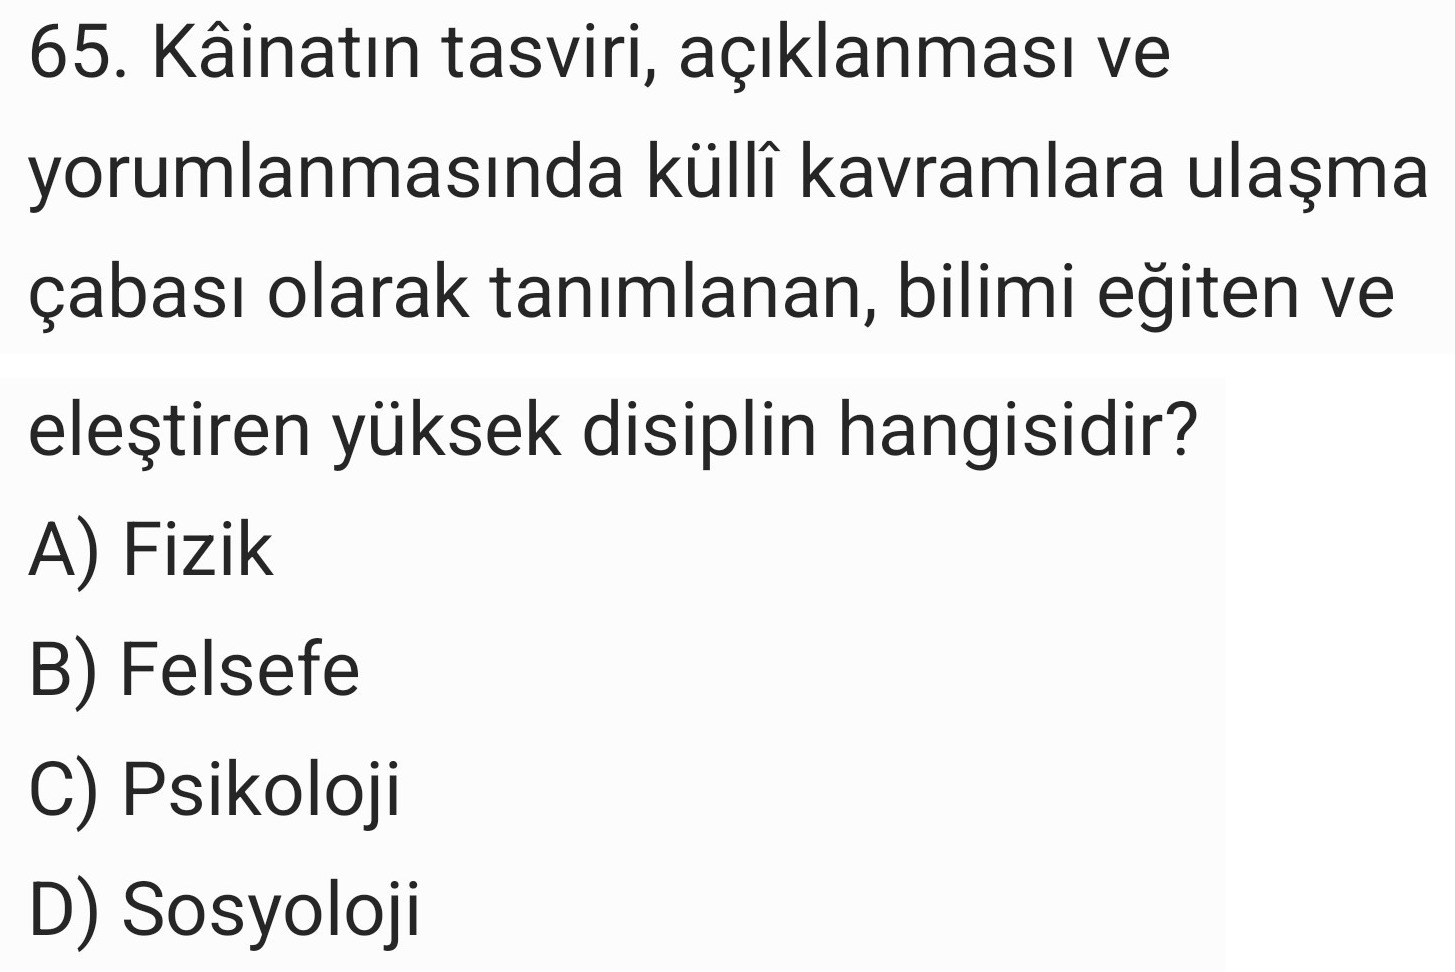 65. Kâinatın tasviri, açıklanması ve
yorumlanmasında küllî kavramlara ulaşma
çabası olarak tanımlanan, bilimi eğiten ve
eleştiren yüksek disiplin hangisidir?
A) Fizik
B) Felsefe
C) Psikoloji
D) Sosyoloji